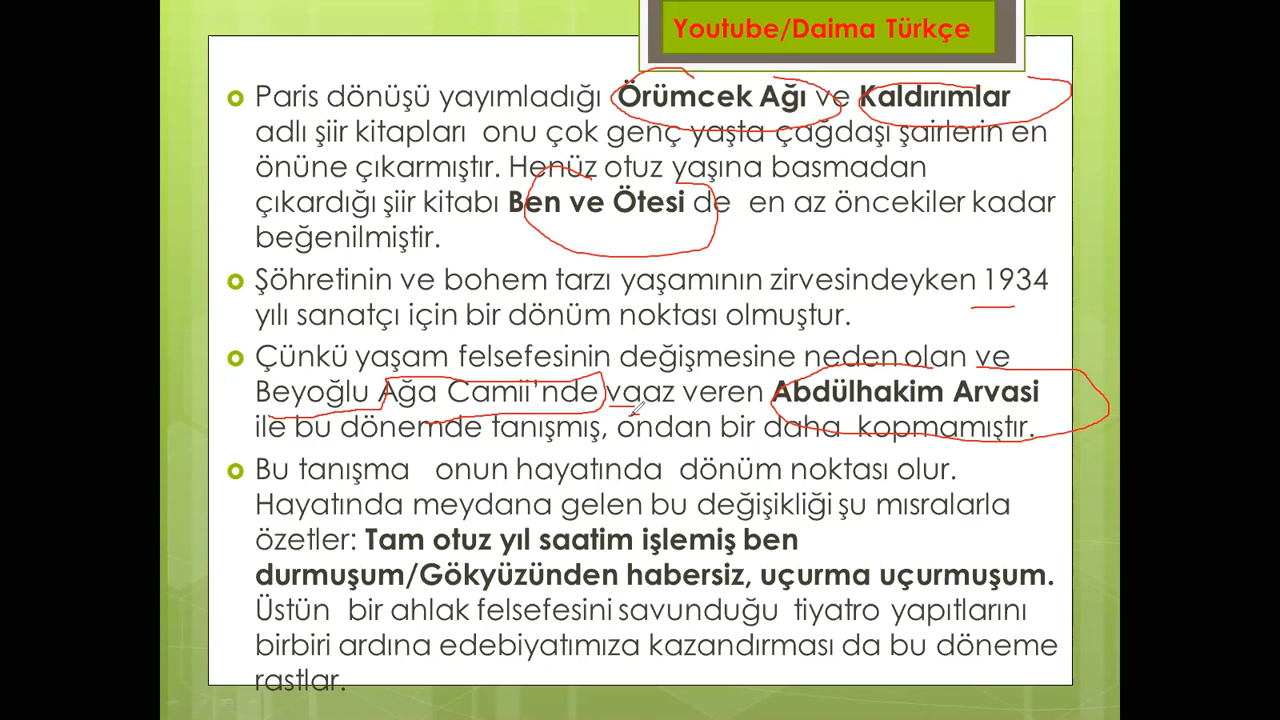 Youtube/Daima Türkçe
Paris dönüşü yayımladığı Örümcek Ağı ve Kaldırımlar
adlı şiir kitapları onu çok genç yaşta çağdaşı şairlerin en
önüne çıkarmıştır. Henüz otuz yaşına basmadan
çıkardığı şiir kitabı Ben ve Ötesi de en az öncekiler kadar
beğenilmiştir.
Şöhretinin ve bohem tarzı yaşamının zirvesindeyken 1934
yılı sanatçı için bir dönüm noktası olmuştur.
Çünkü yaşam felsefesinin değişmesine neden olan ve
Beyoğlu Ağa Camii'nde vaaz veren Abdülhakim Arvasi
ile bu dönemde tanışmış, ondan bir daha kopmamıştır.
Bu tanışma onun hayatında dönüm noktası olur.
Hayatında meydana gelen bu değişikliği şu mısralarla
özetler: Tam otuz yıl saatim işlemiş ben
durmuşum/Gökyüzünden habersiz, uçurma uçurmuşum.
Üstün bir ahlak felsefesini savunduğu tiyatro yapıtlarını
birbiri ardına edebiyatımıza kazandırması da bu döneme
rastlar.